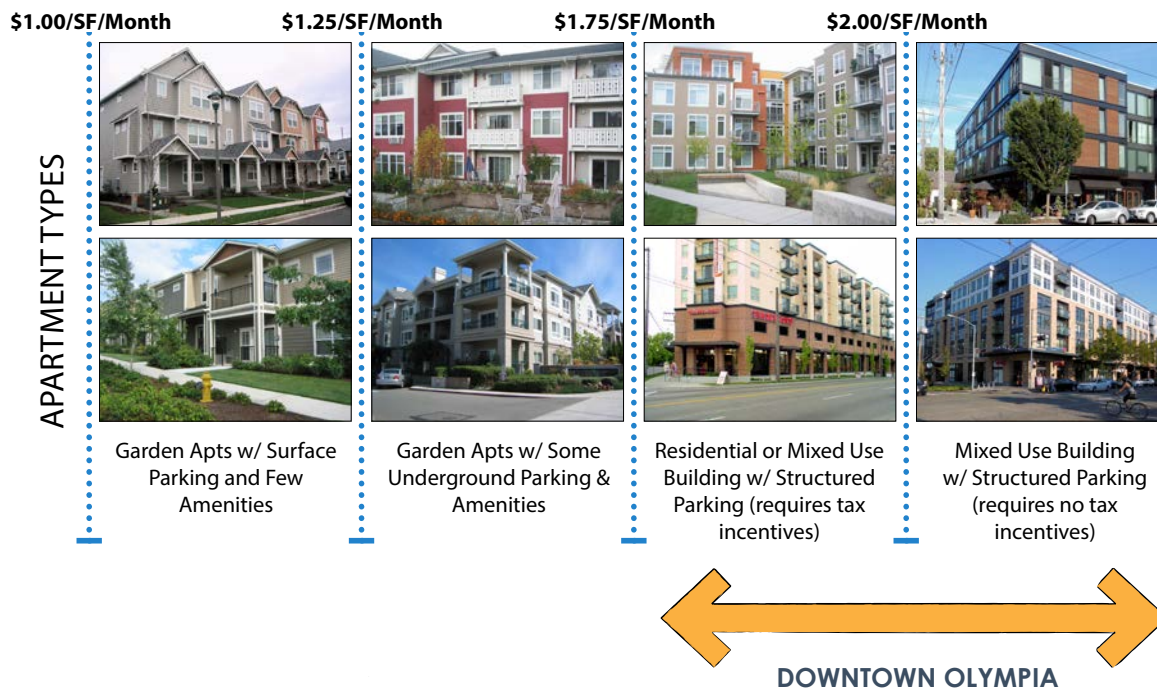 $1.00/SF/Month
$1.25/SF/Month
$1.75/SF/Month
$2.00/SF/Month
APARTMENT TYPES
Garden Apts w/ Surface
Parking and Few
Amenities
Garden Apts w/ Some
Underground Parking &
Amenities
Residential or Mixed Use
Building w/ Structured
Parking (requires tax
incentives)
Mixed Use Building
w/ Structured Parking
(requires no tax
incentives)
DOWNTOWN OLYMPIA